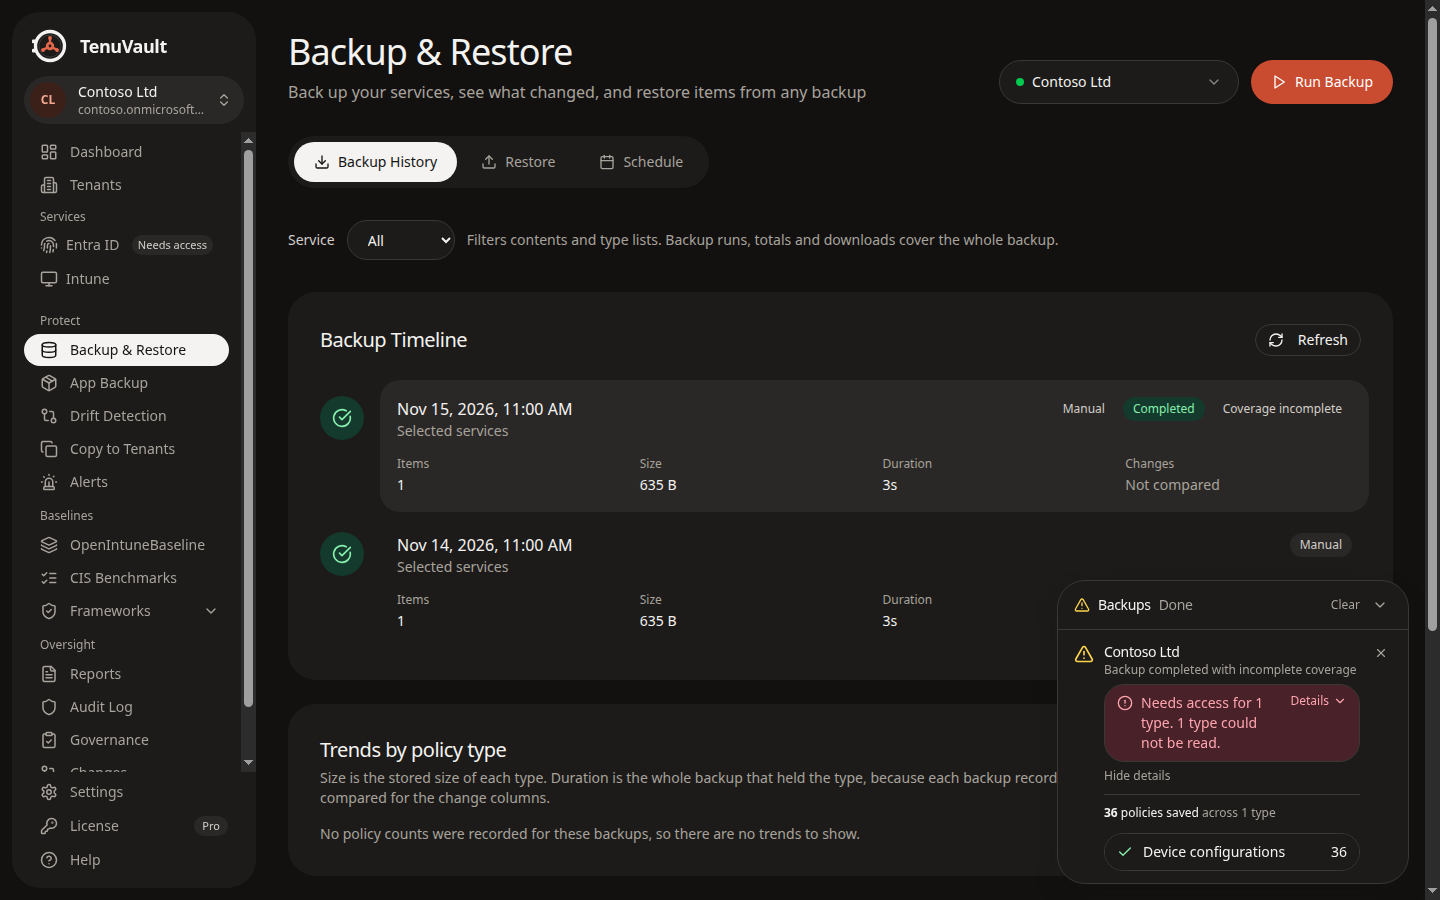 TenuVault
CL
Contoso Ltd
contoso.onmicrosoft...
Dashboard
Tenants
Services
Entra ID
Needs access
Intune
Protect
Backup & Restore
App Backup
Drift Detection
Copy to Tenants
Alerts
Baselines
OpenIntuneBaseline
CIS Benchmarks
Frameworks
Oversight
Reports
Audit Log
Governance
Changes
Settings
License
Pro
Help
Backup & Restore
Back up your services, see what changed, and restore items from any backup
Contoso Ltd
Run Backup
Backup History
Restore
Schedule
Service
All
Filters contents and type lists. Backup runs, totals and downloads cover the whole backup.
Backup Timeline
Refresh
Nov 15, 2026, 11:00 AM
Manual
Completed
Coverage incomplete
Selected services
Items
Size
Duration
Changes
1
635 B
3s
Not compared
Nov 14, 2026, 11:00 AM
Manual
Selected services
Items
Size
Duration
1
635 B
3s
Trends by policy type
Size is the stored size of each type. Duration is the whole backup that held the type, because each backup record
compared for the change columns.
No policy counts were recorded for these backups, so there are no trends to show.
Backups Done
Clear
Contoso Ltd
Backup completed with incomplete coverage
Needs access for 1
type. 1 type could
not be read.
Details
Hide details
36 policies saved across 1 type
Device configurations
36